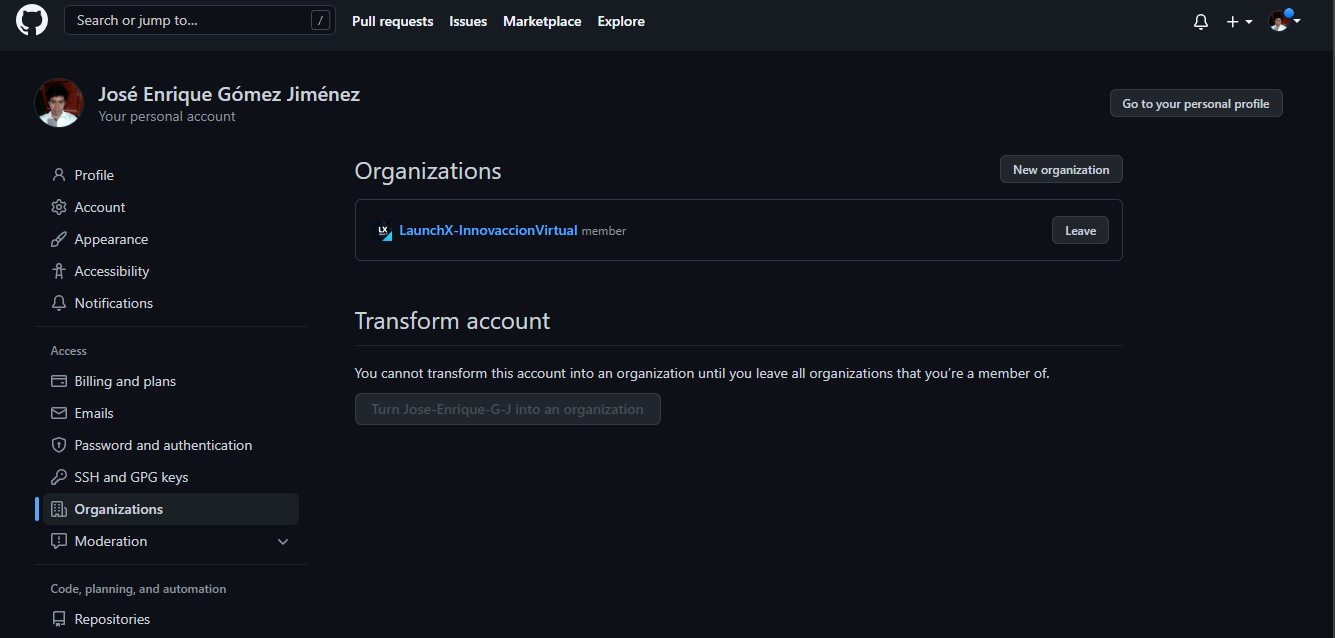 Search or jump to... /
Pull requests Issues Marketplace Explore
José Enrique Gómez Jiménez
Your personal account
Go to your personal profile
Profile
Account
Appearance
Accessibility
Notifications
Access
Billing and plans
Emails
Password and authentication
SSH and GPG keys
Organizations
Moderation
Code, planning, and automation
Repositories
Organizations
New organization
LX
LaunchX-InnovaccionVirtual member
Leave
Transform account
You cannot transform this account into an organization until you leave all organizations that you’re a member of.
Turn Jose-Enrique-G-J into an organization